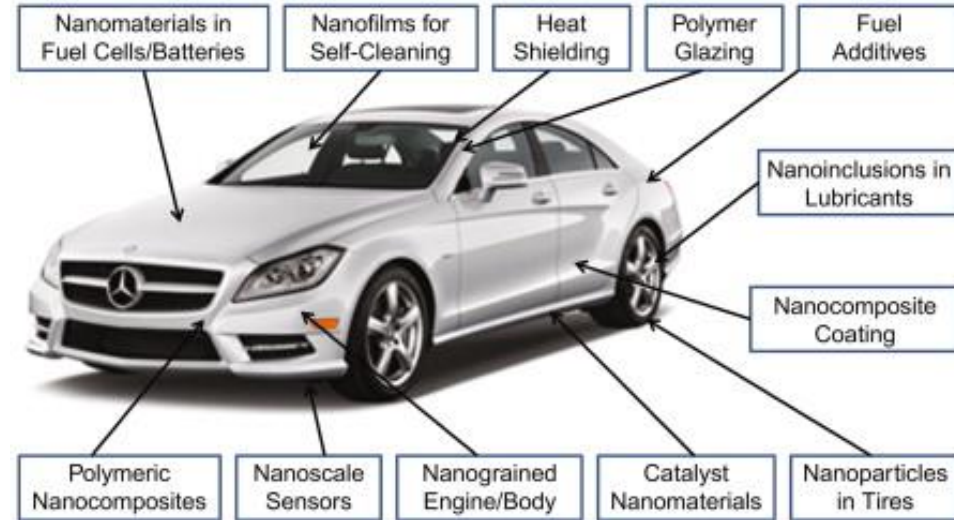 Nanomaterials in
Fuel Cells/Batteries
Nanofilms for
Self-Cleaning
Heat
Shielding
Polymer
Glazing
Fuel
Additives
Nanoinclusions in
Lubricants
Nanocomposite
Coating
Polymeric
Nanocomposites
Nanoscale
Sensors
Nanograined
Engine/Body
Catalyst
Nanomaterials
Nanoparticles
in Tires